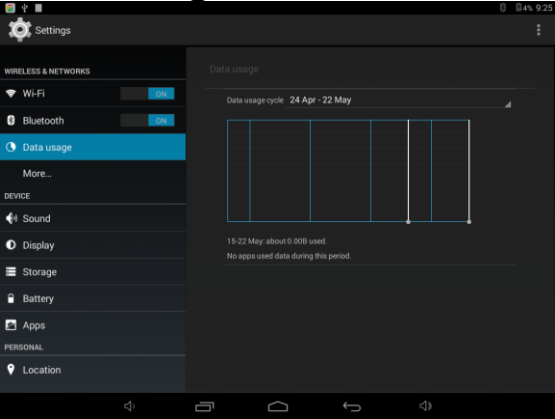 4% 9:25
Settings
WIRELESS & NETWORKS
Wi-Fi ON
Bluetooth ON
Data usage
More...
DEVICE
Sound
Display
Storage
Battery
Apps
PERSONAL
Location
Data usage
Data usage cycle 24 Apr - 22 May
15-22 May: about 0.00B used.
No apps used data during this period.